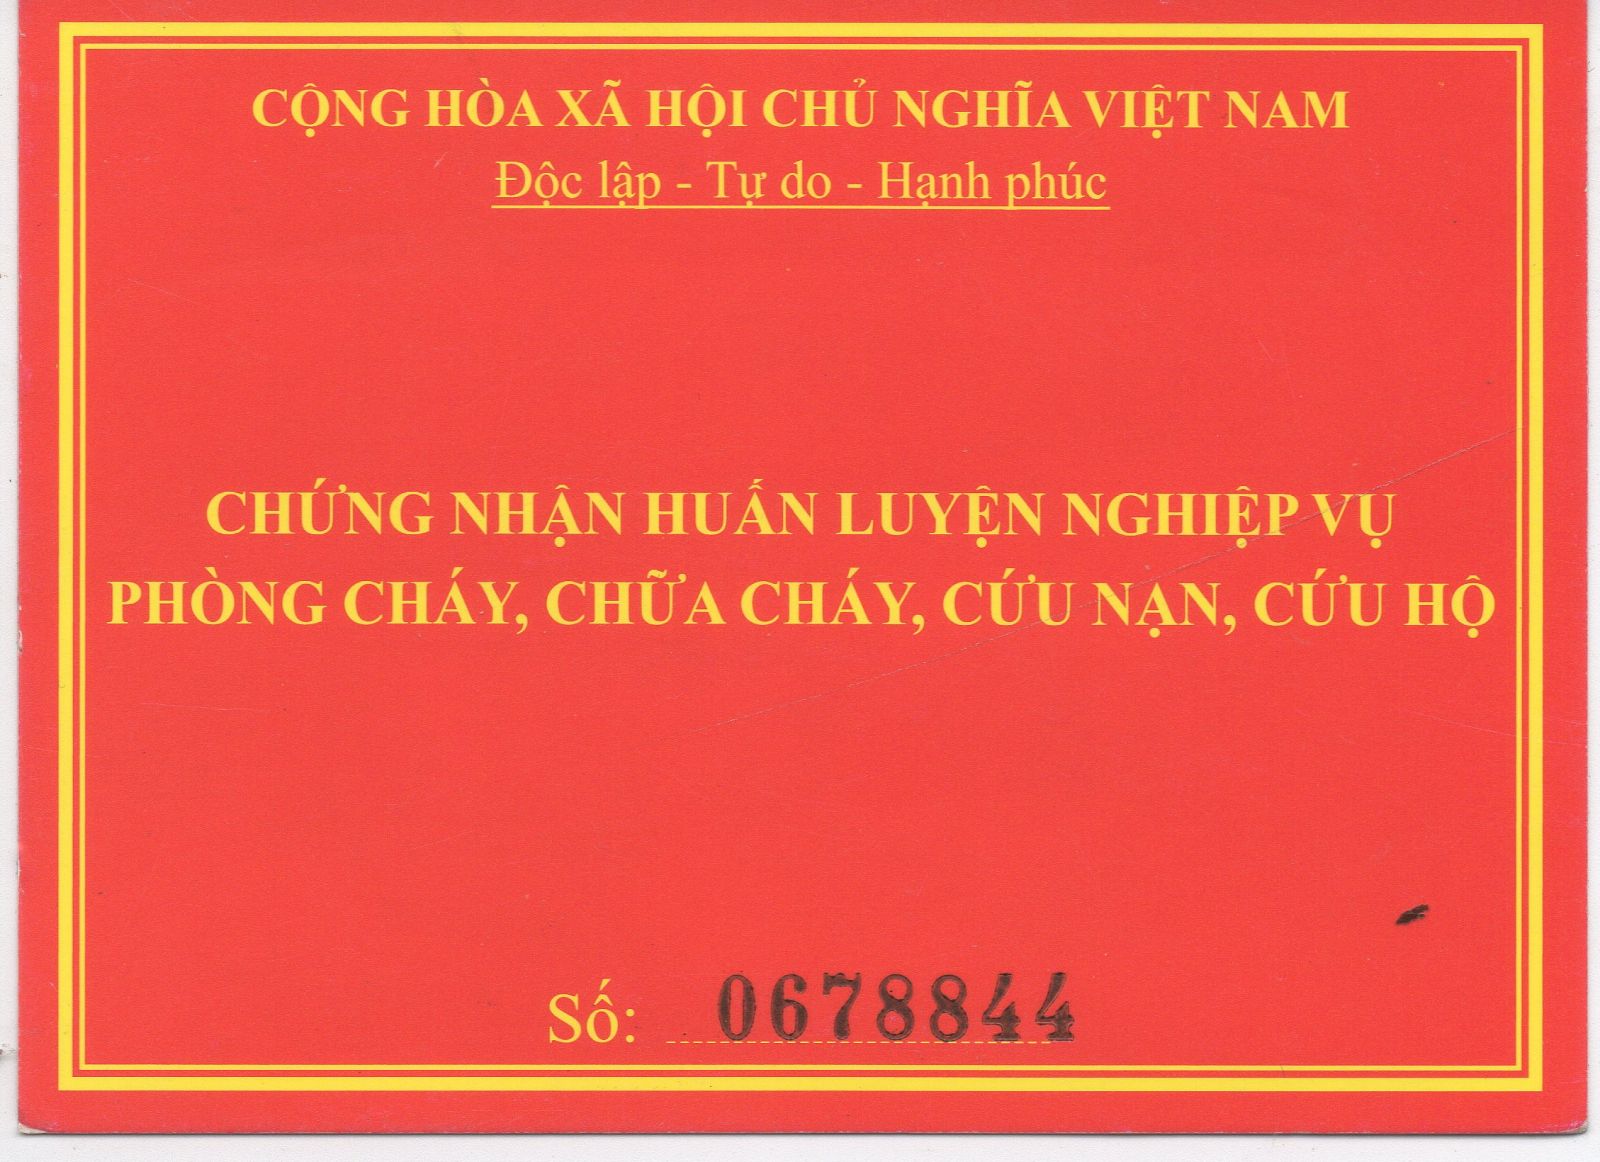 CỘNG HÒA XÃ HỘI CHỦ NGHĨA VIỆT NAM
Độc lập - Tự do - Hạnh phúc
CHỨNG NHẬN HUẤN LUYỆN NGHIỆP VỤ
PHÒNG CHÁY, CHỮA CHÁY, CỨU NẠN, CỨU HỘ
Số: 0678844